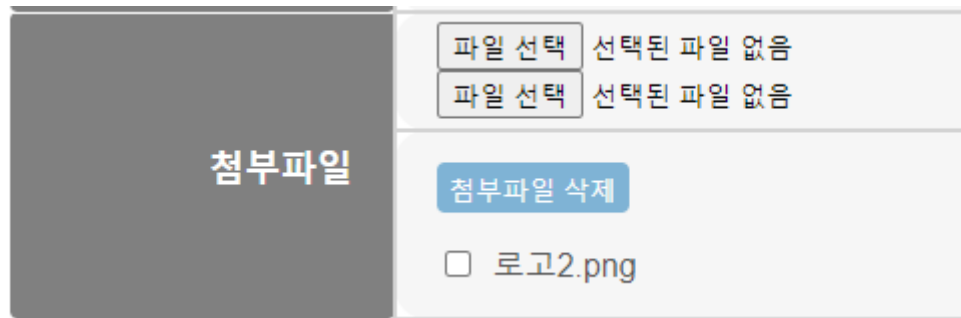 파일 선택 선택된 파일 없음
파일 선택 선택된 파일 없음
첨부파일
첨부파일 삭제
로고2.png